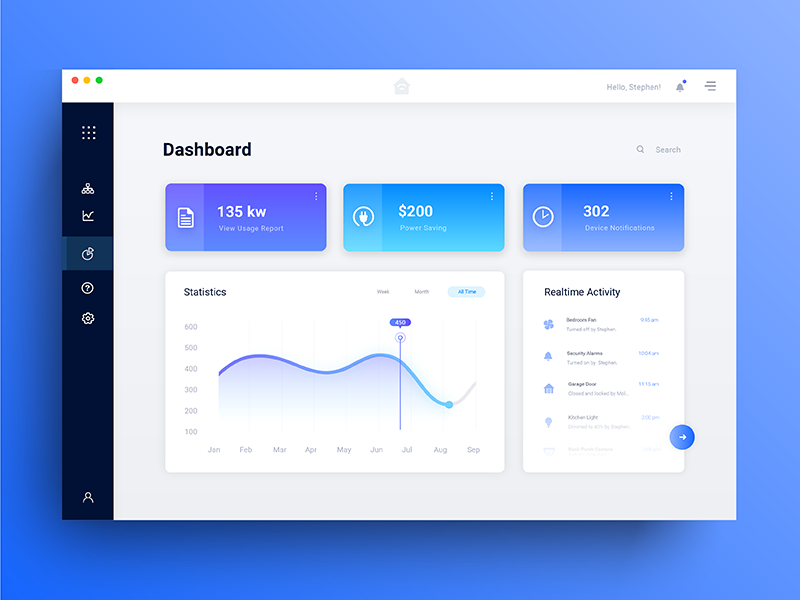 Hello, Stephen!
Dashboard
Search
135 kw
View Usage Report
$200
Power Saving
302
Device Notifications
Statistics
Week
Month
All Time
450
600
500
400
300
200
100
Jan
Feb
Mar
Apr
May
Jun
Jul
Aug
Sep
Realtime Activity
Bedroom Fan
9:45 am
Turned off by Stephen.
Security Alarms
10:04 am
Turned on by: Stephen.
Garage Door
11:15 am
Closed and locked by Mol...
Kitchen Light
2:00 pm
Dimmed to 40% by Stephen